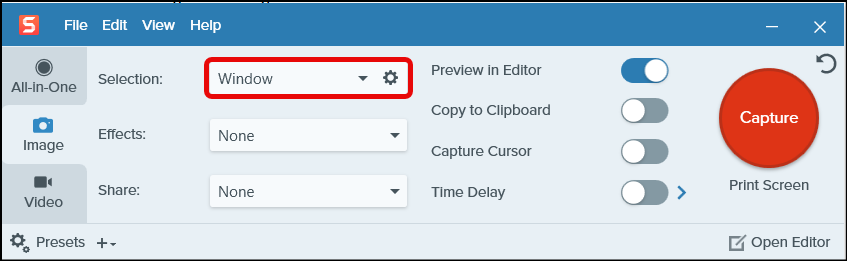 File Edit View Help
All-in-One
Image
Video
Selection: Window
Effects: None
Share: None
Preview in Editor
Copy to Clipboard
Capture Cursor
Time Delay
Capture
Print Screen
Presets
Open Editor